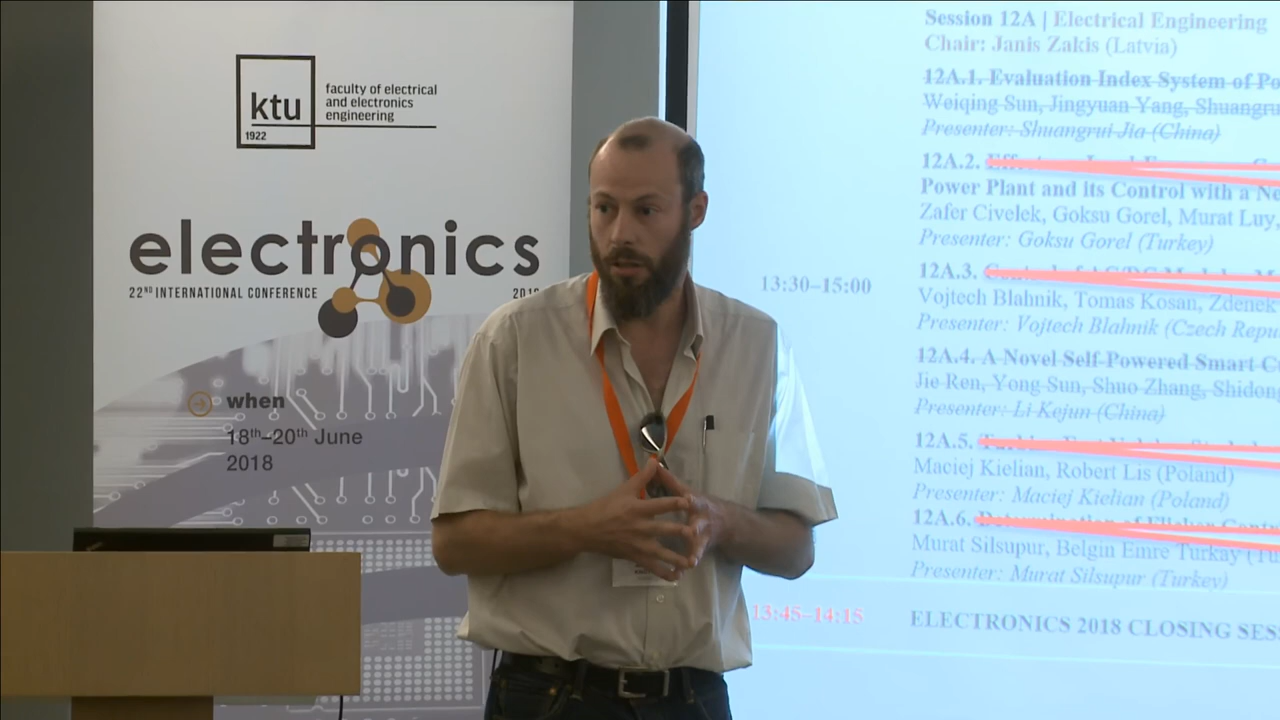 ktu
1922
faculty of electrical
and electronics
engineering
electronics
22ND INTERNATIONAL CONFERENCE
when
18th–20th June
2018
Session 12A | Electrical Engineering
Chair: Janis Zakis (Latvia)
12A.1. Evaluation Index System of
Weiqing Sun, Jingyuan Yang,
Presenter: Shuangrui Jia (China)
12A.2.
Power Plant and its Control with a
Zafer Civelek, Goksu Gorel, Murat Luy,
Presenter: Goksu Gorel (Turkey)
13:30–15:00
12A.3.
Vojtech Blahnik, Tomas Kosan, Zdenek
Presenter: Vojtech Blahnik (Czech
12A.4. A Novel Self-Powered Smart
Jie Ren, Yong Sun, Shuo Zhang,
Presenter: Li Kejun (China)
12A.5.
Maciej Kielian, Robert Lis (Poland)
Presenter: Maciej Kielian (Poland)
12A.6.
Murat Silsupur, Belgin Emre Turkay
Presenter: Murat Silsupur (Turkey)
13:45–14:15
ELECTRONICS 2018 CLOSING